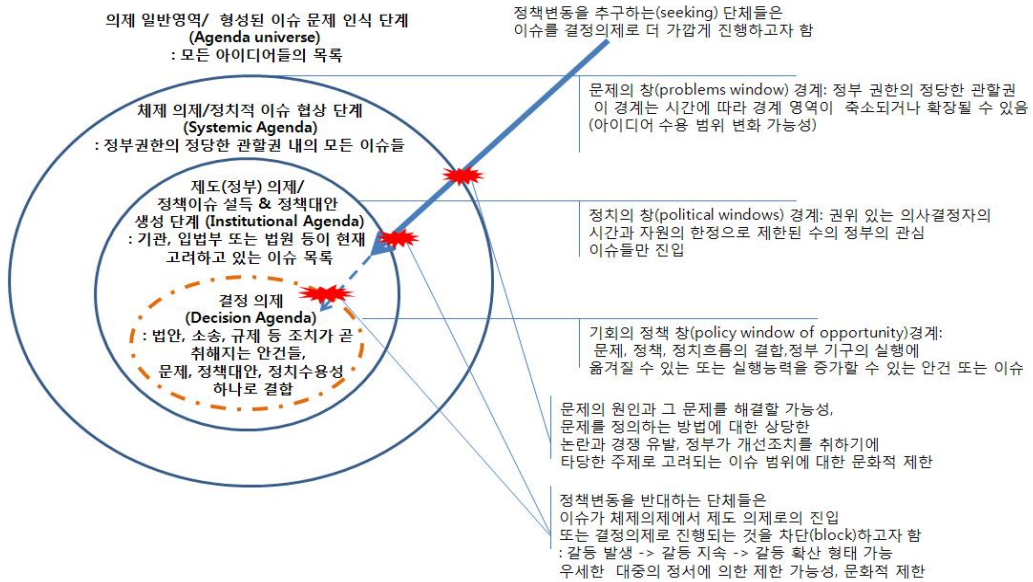 의제 일반영역/ 형성된 이슈 문제 인식 단계
(Agenda universe)
: 모든 아이디어들의 목록
체제 의제/정치적 이슈 협상 단계
(Systemic Agenda)
: 정부권한의 정당한 관할권 내의 모든 이슈들
제도(정부) 의제/
정책이슈 설득 & 정책대안
생성 단계 (Institutional Agenda)
: 기관, 입법부 또는 법원 등이 현재
고려하고 있는 이슈 목록
결정 의제
(Decision Agenda)
: 법안, 소송, 규제 등 조치가 곧
취해지는 안건들,
문제, 정책대안, 정치수용성
하나로 결합
정책변동을 추구하는(seeking) 단체들은
이슈를 결정의제로 더 가깝게 진행하고자 함
문제의 창(problems window) 경계: 정부 권한의 정당한 관할권
이 경계는 시간에 따라 경계 영역이 축소되거나 확장될 수 있음
(아이디어 수용 범위 변화 가능성)
정치의 창(political windows) 경계: 권위 있는 의사결정자의
시간과 자원의 한정으로 제한된 수의 정부의 관심
이슈들만 진입
기회의 정책 창(policy window of opportunity)경계:
문제, 정책, 정치흐름의 결합,정부 기구의 실행에
옮겨질 수 있는 또는 실행능력을 증가할 수 있는 안건 또는 이슈
문제의 원인과 그 문제를 해결할 가능성,
문제를 정의하는 방법에 대한 상당한
논란과 경쟁 유발, 정부가 개선조치를 취하기에
타당한 주제로 고려되는 이슈 범위에 대한 문화적 제한
정책변동을 반대하는 단체들은
이슈가 체제의제에서 제도 의제로의 진입
또는 결정의제로 진행되는 것을 차단(block)하고자 함
: 갈등 발생 -> 갈등 지속 -> 갈등 확산 형태 가능
우세한 대중의 정서에 의한 제한 가능성, 문화적 제한